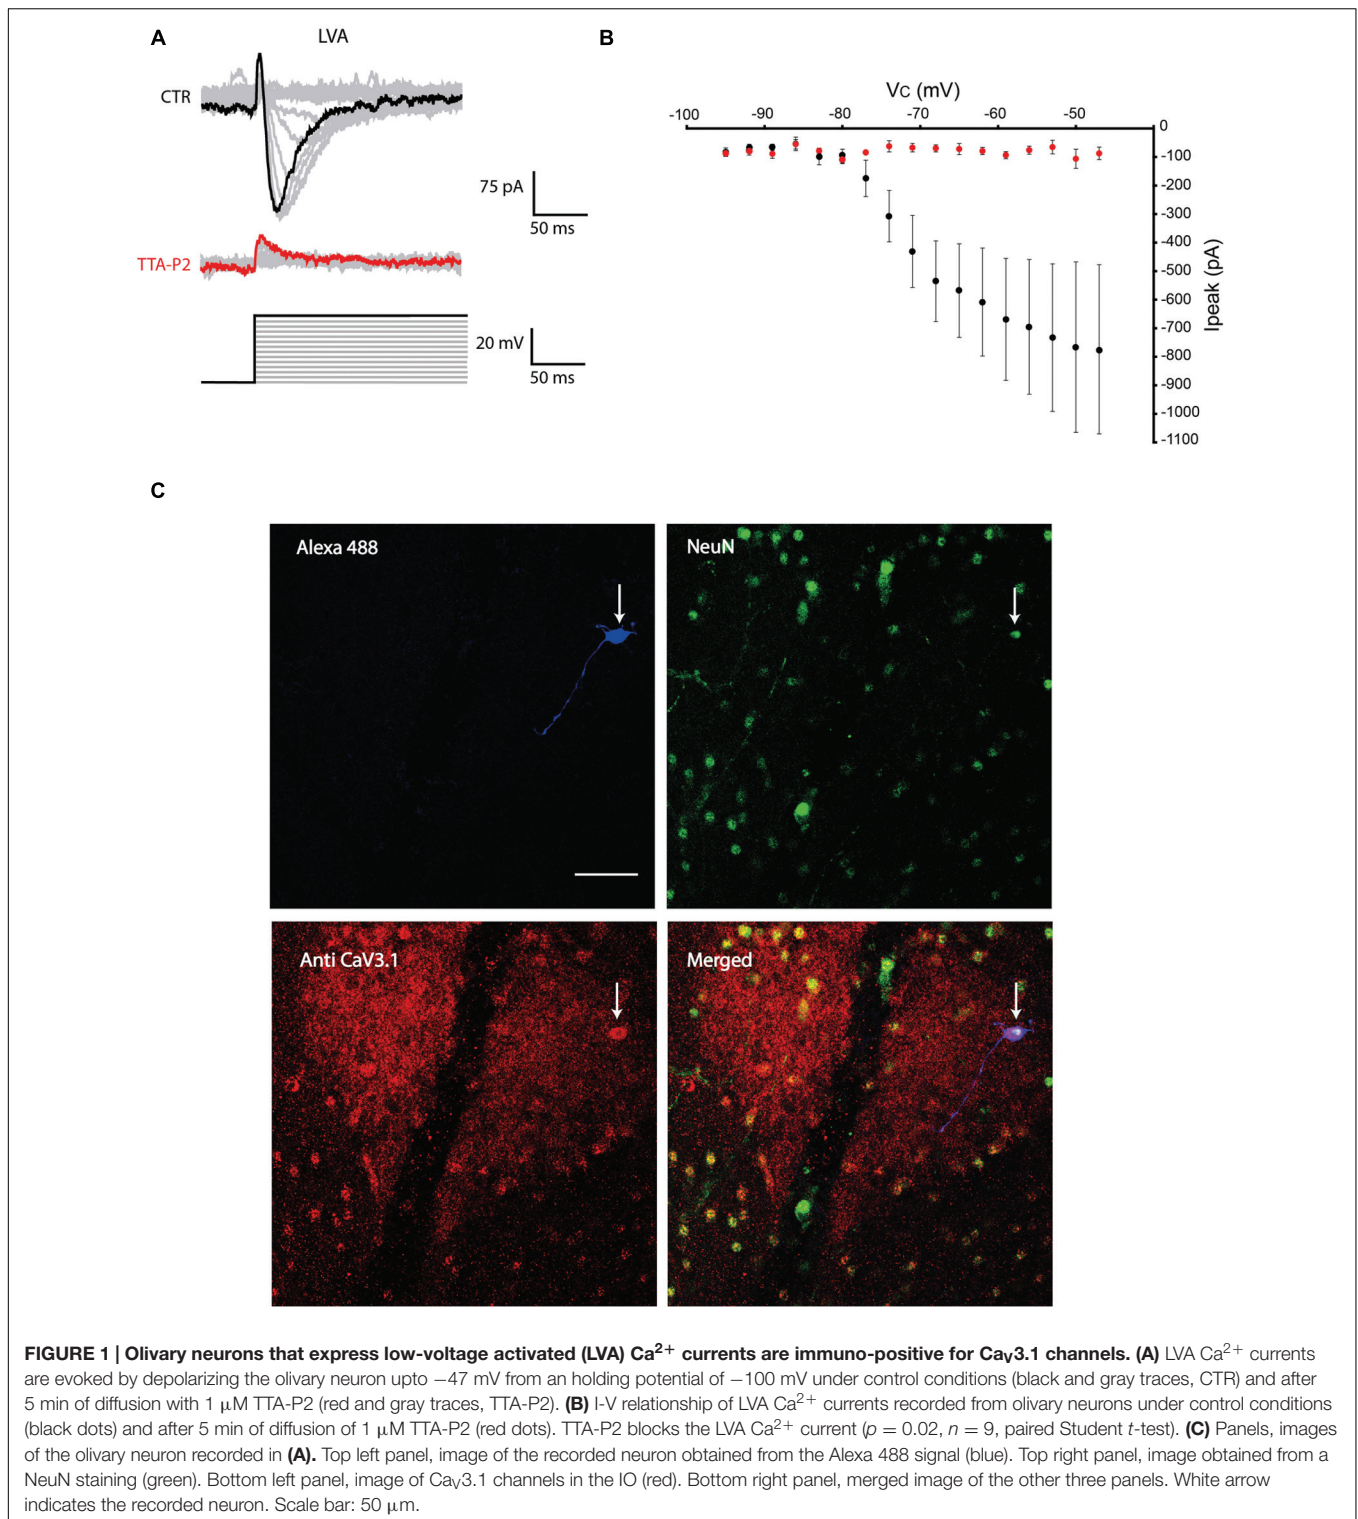 A
LVA
CTR
75 pA
50 ms
TTA-P2
20 mV
50 ms
B
Vc (mV)
-100 -90 -80 -70 -60 -50
0
-100
-200
-300
-400
-500
-600
-700
-800
-900
-1000
-1100
Ipeak (pA)
C
Alexa 488
NeuN
Anti CaV3.1
Merged
FIGURE 1 | Olivary neurons that express low-voltage activated (LVA) Ca²⁺ currents are immuno-positive for Caᵥ3.1 channels. (A) LVA Ca²⁺ currents
are evoked by depolarizing the olivary neuron upto −47 mV from an holding potential of −100 mV under control conditions (black and gray traces, CTR) and after
5 min of diffusion with 1 μM TTA-P2 (red and gray traces, TTA-P2). (B) I-V relationship of LVA Ca²⁺ currents recorded from olivary neurons under control conditions
(black dots) and after 5 min of diffusion of 1 μM TTA-P2 (red dots). TTA-P2 blocks the LVA Ca²⁺ current (p = 0.02, n = 9, paired Student t-test). (C) Panels, images
of the olivary neuron recorded in (A). Top left panel, image of the recorded neuron obtained from the Alexa 488 signal (blue). Top right panel, image obtained from a
NeuN staining (green). Bottom left panel, image of Caᵥ3.1 channels in the IO (red). Bottom right panel, merged image of the other three panels. White arrow
indicates the recorded neuron. Scale bar: 50 μm.